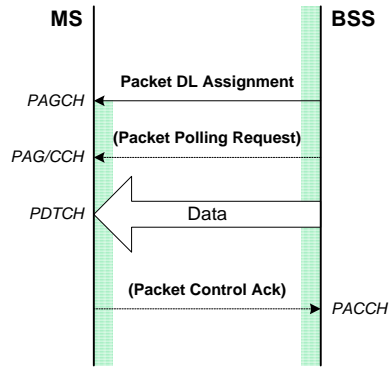 MS
BSS
Packet DL Assignment
PAGCH
(Packet Polling Request)
PAG/CCH
PDTCH
Data
(Packet Control Ack)
PACCH